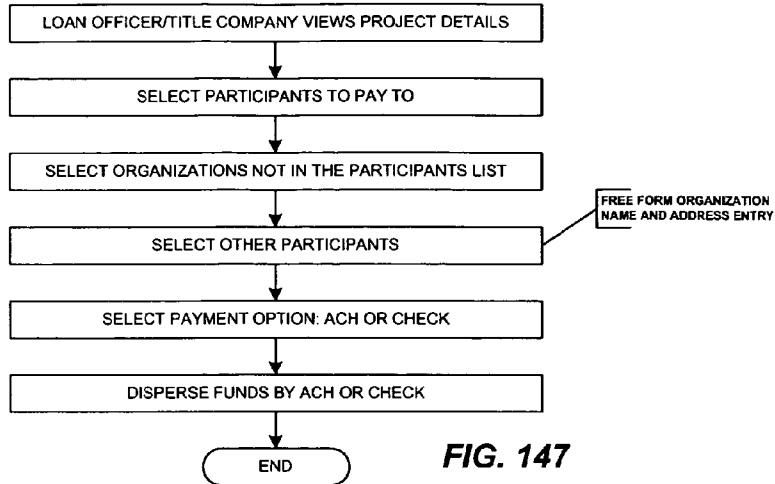 LOAN OFFICER/TITLE COMPANY VIEWS PROJECT DETAILS
SELECT PARTICIPANTS TO PAY TO
SELECT ORGANIZATIONS NOT IN THE PARTICIPANTS LIST
FREE FORM ORGANIZATION
NAME AND ADDRESS ENTRY
SELECT OTHER PARTICIPANTS
SELECT PAYMENT OPTION: ACH OR CHECK
DISPERSE FUNDS BY ACH OR CHECK
END
FIG. 147